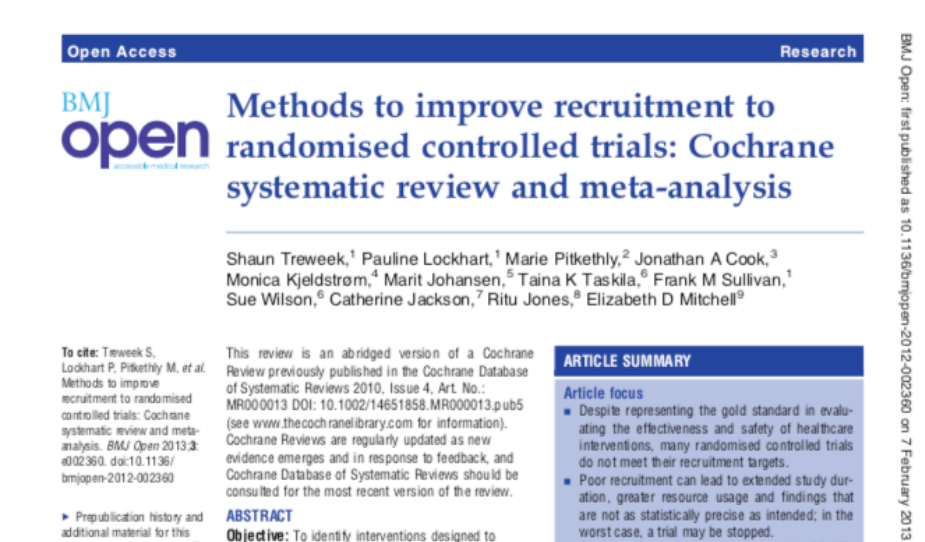 Open Access
Research
BMJ
open
accessible medical research
Methods to improve recruitment to
randomised controlled trials: Cochrane
systematic review and meta-analysis
Shaun Treweek,¹ Pauline Lockhart,¹ Marie Pitkethly,² Jonathan A Cook,³
Monica Kjeldstrøm,⁴ Marit Johansen,⁵ Taina K Taskila,⁶ Frank M Sullivan,¹
Sue Wilson,⁶ Catherine Jackson,⁷ Ritu Jones,⁸ Elizabeth D Mitchell⁹
To cite: Treweek S,
Lockhart P, Pitkethly M, et al.
Methods to improve
recruitment to randomised
controlled trials: Cochrane
systematic review and meta-
analysis. BMJ Open 2013;3:
e002360. doi:10.1136/
bmjopen-2012-002360
▸ Prepublication history and
additional material for this
This review is an abridged version of a Cochrane
Review previously published in the Cochrane Database
of Systematic Reviews 2010, Issue 4, Art. No.:
MR000013 DOI: 10.1002/14651858.MR000013.pub5
(see www.thecochranelibrary.com for information).
Cochrane Reviews are regularly updated as new
evidence emerges and in response to feedback, and
Cochrane Database of Systematic Reviews should be
consulted for the most recent version of the review.
ABSTRACT
Objective: To identify interventions designed to
ARTICLE SUMMARY
Article focus
▪ Despite representing the gold standard in evalu-
ating the effectiveness and safety of healthcare
interventions, many randomised controlled trials
do not meet their recruitment targets.
▪ Poor recruitment can lead to extended study dur-
ation, greater resource usage and findings that
are not as statistically precise as intended; in the
worst case, a trial may be stopped.
BMJ Open: first published as 10.1136/bmjopen-2012-002360 on 7 February 2013